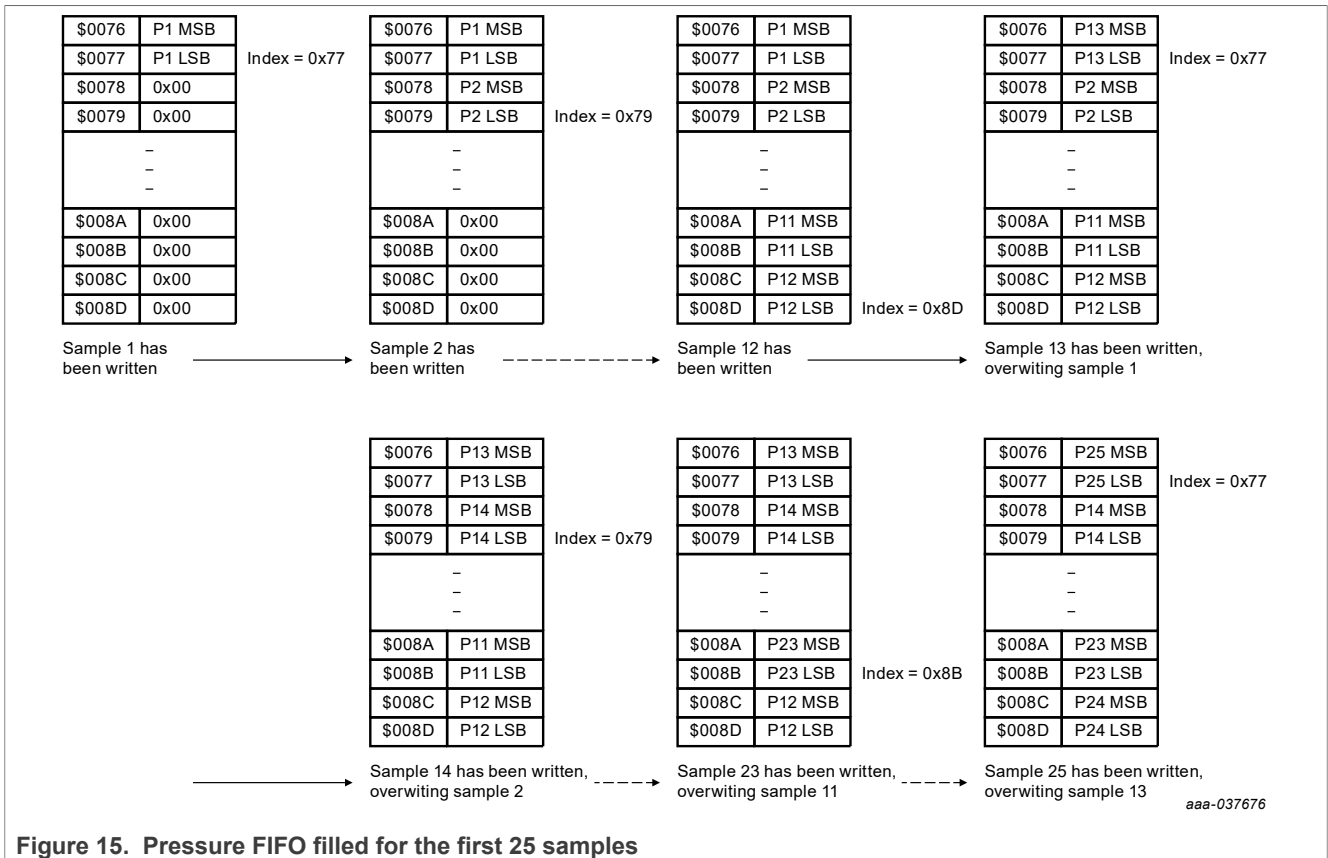 $0076 P1 MSB
$0077 P1 LSB Index = 0x77
$0078 0x00
$0079 0x00
–
–
–
$008A 0x00
$008B 0x00
$008C 0x00
$008D 0x00
Sample 1 has
been written
$0076 P1 MSB
$0077 P1 LSB
$0078 P2 MSB
$0079 P2 LSB Index = 0x79
–
–
–
$008A 0x00
$008B 0x00
$008C 0x00
$008D 0x00
Sample 2 has
been written
$0076 P1 MSB
$0077 P1 LSB
$0078 P2 MSB
$0079 P2 LSB
–
–
–
$008A P11 MSB
$008B P11 LSB
$008C P12 MSB
$008D P12 LSB Index = 0x8D
Sample 12 has
been written
$0076 P13 MSB
$0077 P13 LSB Index = 0x77
$0078 P2 MSB
$0079 P2 LSB
–
–
–
$008A P11 MSB
$008B P11 LSB
$008C P12 MSB
$008D P12 LSB
Sample 13 has been written,
overwiting sample 1
$0076 P13 MSB
$0077 P13 LSB
$0078 P14 MSB
$0079 P14 LSB Index = 0x79
–
–
–
$008A P11 MSB
$008B P11 LSB
$008C P12 MSB
$008D P12 LSB
Sample 14 has been written,
overwiting sample 2
$0076 P13 MSB
$0077 P13 LSB
$0078 P14 MSB
$0079 P14 LSB
–
–
–
$008A P23 MSB
$008B P23 LSB Index = 0x8B
$008C P12 MSB
$008D P12 LSB
Sample 23 has been written,
overwiting sample 11
$0076 P25 MSB
$0077 P25 LSB Index = 0x77
$0078 P14 MSB
$0079 P14 LSB
–
–
–
$008A P23 MSB
$008B P23 LSB
$008C P24 MSB
$008D P24 LSB
Sample 25 has been written,
overwiting sample 13
aaa-037676
Figure 15. Pressure FIFO filled for the first 25 samples